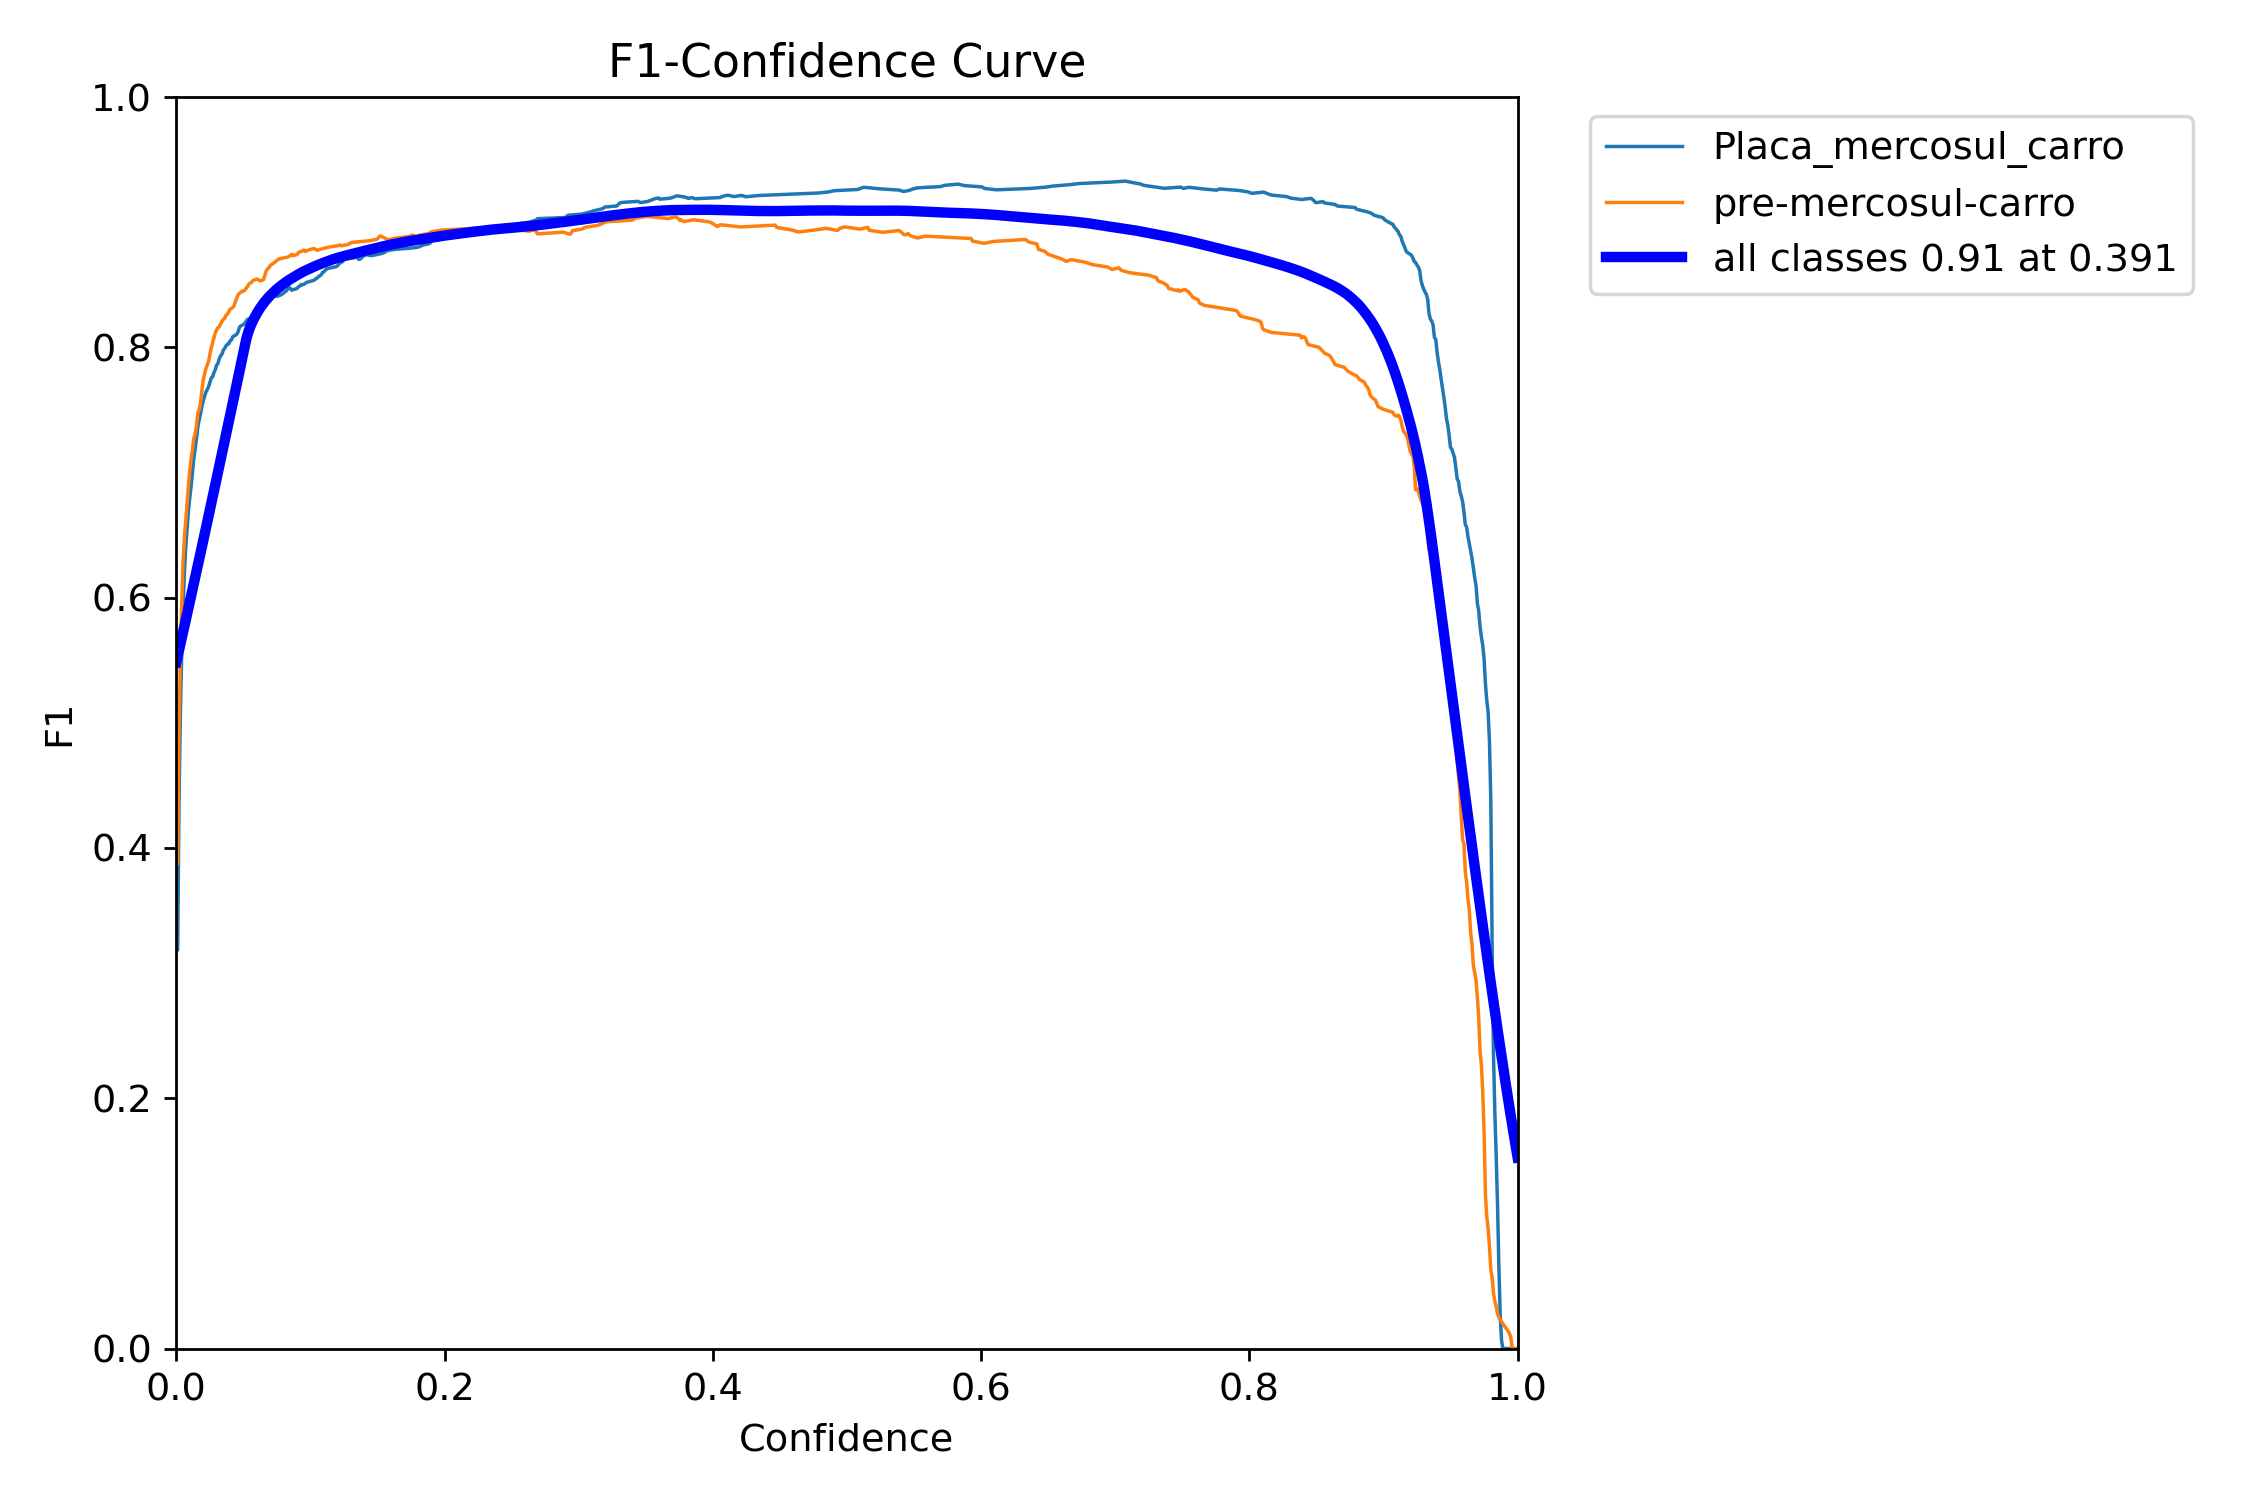 F1-Confidence Curve
1.0
0.8
0.6
0.4
0.2
0.0
F1
0.0 0.2 0.4 0.6 0.8 1.0
Confidence
Placa_mercosul_carro
pre-mercosul-carro
all classes 0.91 at 0.391